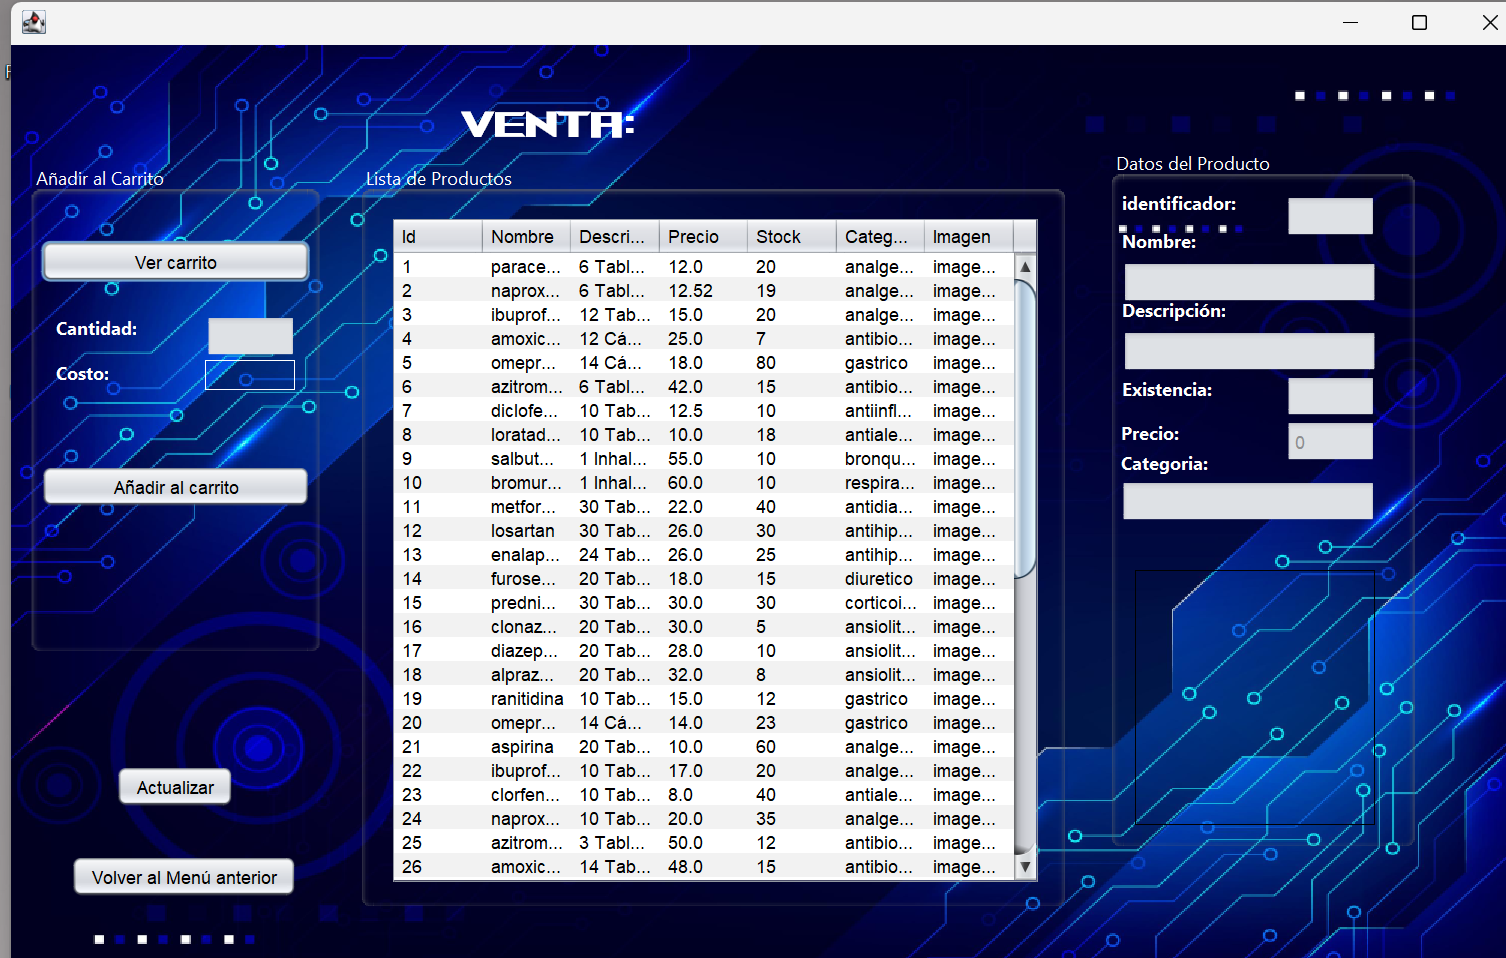 VENTA:
Añadir al Carrito
Ver carrito
Cantidad:
Costo:
Añadir al carrito
Actualizar
Volver al Menú anterior
Lista de Productos
Id Nombre Descri... Precio Stock Categ... Imagen
1 parace... 6 Tabl... 12.0 20 analge... image...
2 naprox... 6 Tabl... 12.52 19 analge... image...
3 ibuprof... 12 Tab... 15.0 20 analge... image...
4 amoxic... 12 Cá... 25.0 7 antibio... image...
5 omepr... 14 Cá... 18.0 80 gastrico image...
6 azitrom... 6 Tabl... 42.0 15 antibio... image...
7 diclofe... 10 Tab... 12.5 10 antiinfl... image...
8 loratad... 10 Tab... 10.0 18 antiale... image...
9 salbut... 1 Inhal... 55.0 10 bronqu... image...
10 bromur... 1 Inhal... 60.0 10 respira... image...
11 metfor... 30 Tab... 22.0 40 antidia... image...
12 losartan 30 Tab... 26.0 30 antihip... image...
13 enalap... 24 Tab... 26.0 25 antihip... image...
14 furose... 20 Tab... 18.0 15 diuretico image...
15 predni... 30 Tab... 30.0 30 corticoi... image...
16 clonaz... 20 Tab... 30.0 5 ansiolit... image...
17 diazep... 20 Tab... 28.0 10 ansiolit... image...
18 alpraz... 20 Tab... 32.0 8 ansiolit... image...
19 ranitidina 10 Tab... 15.0 12 gastrico image...
20 omepr... 14 Cá... 14.0 23 gastrico image...
21 aspirina 20 Tab... 10.0 60 analge... image...
22 ibuprof... 10 Tab... 17.0 20 analge... image...
23 clorfen... 10 Tab... 8.0 40 antiale... image...
24 naprox... 10 Tab... 20.0 35 analge... image...
25 azitrom... 3 Tabl... 50.0 12 antibio... image...
26 amoxic... 14 Tab... 48.0 15 antibio... image...
Datos del Producto
identificador:
Nombre:
Descripción:
Existencia:
Precio: 0
Categoria: